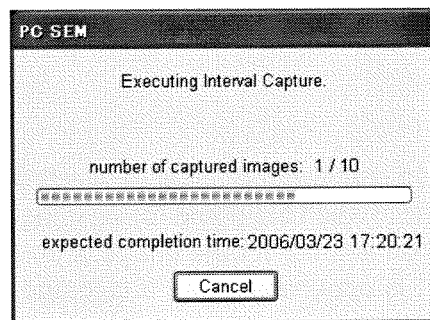 PC SEM
Executing Interval Capture.
number of captured images: 1 / 10
expected completion time: 2006/03/23 17:20:21
Cancel